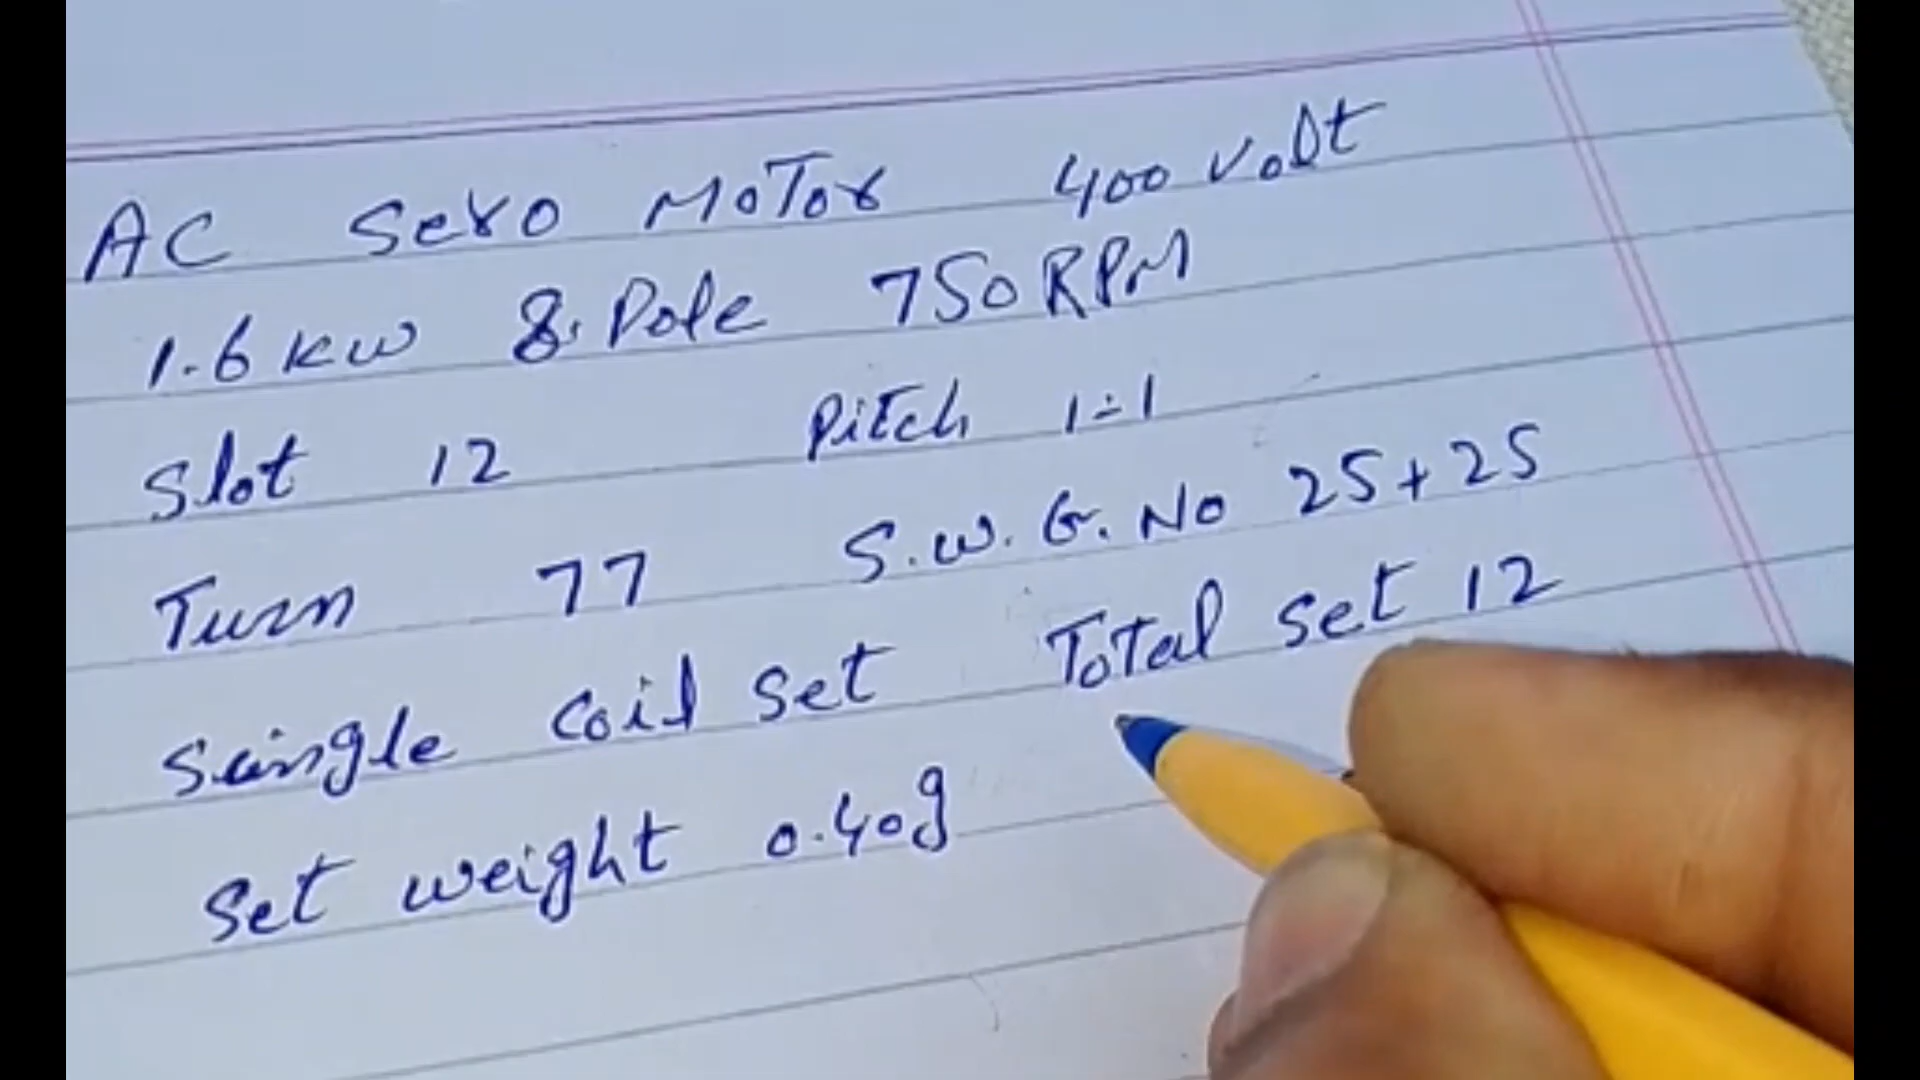 AC Sero MoTor 400 Volt
1.6 kw 8. Pole 750 RPM
Slot 12 Pitch 1÷1
Turn 77 S.W.G. No 25+25
Saingle Coil Set Total Set 12
Set weight 0.40g